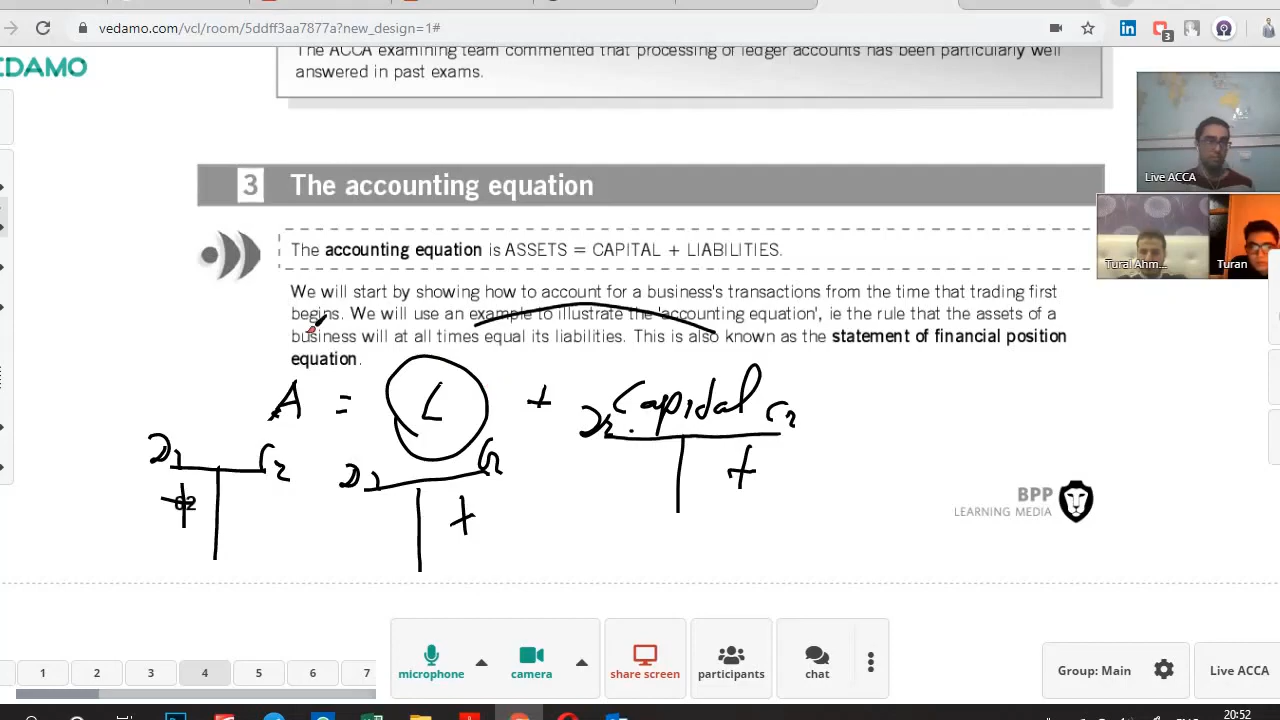 vedamo.com/vcl/room/5ddff3aa7877a?new_design=1#
3
EDAMO
The ACCA examining team commented that processing of ledger accounts has been particularly well
answered in past exams.
Live ACCA
3 The accounting equation
Tural Ahm...
Turan
The accounting equation is ASSETS = CAPITAL + LIABILITIES.
We will start by showing how to account for a business's transactions from the time that trading first
begins. We will use an example to illustrate the 'accounting equation', ie the rule that the assets of a
business will at all times equal its liabilities. This is also known as the statement of financial position
equation.
A = L + Capidal
Dr Cr
Dr Cr
Dr Cr
+ + +
62
BPP
LEARNING MEDIA
1 2 3 4 5 6 7
microphone
camera
share screen
participants
chat
Group: Main
Live ACCA
20:52